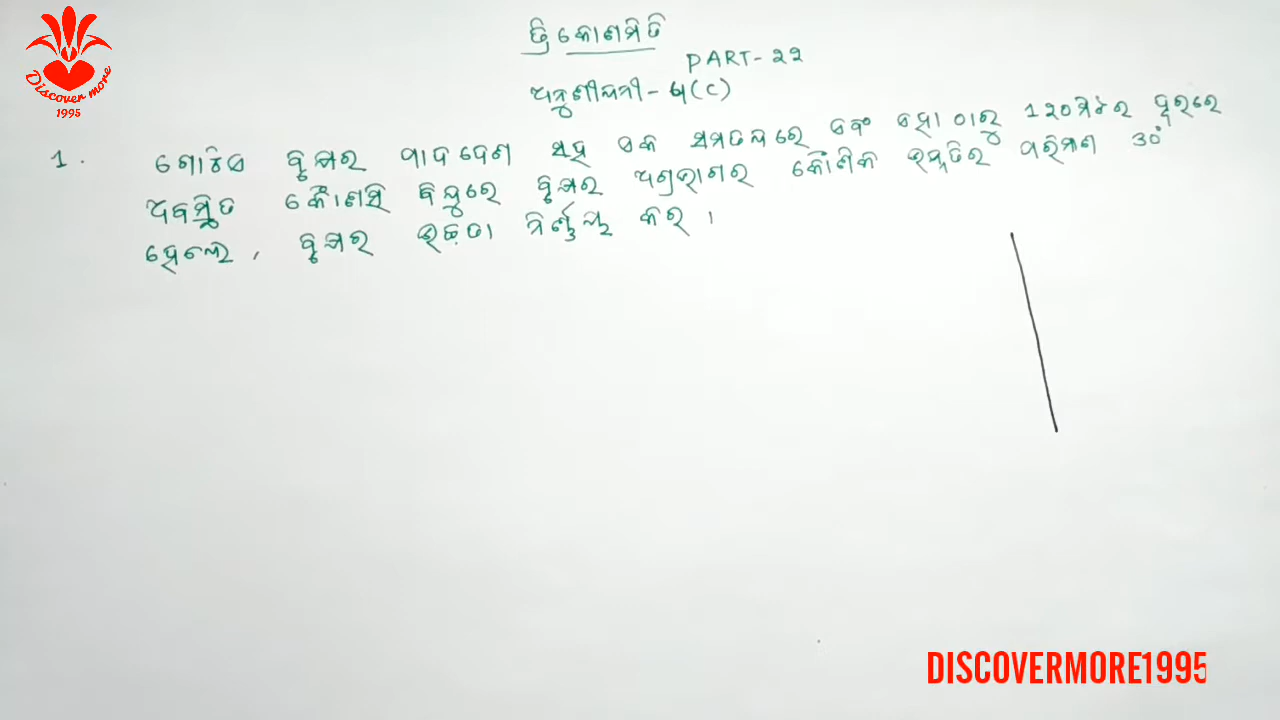 Discover more
1995
ତ୍ରିକୋଣମିତି
PART-22
ଅନୁଶୀଳନୀ - 4(C)
1. ଗୋଟିଏ ବୃକ୍ଷର ପାଦଦେଶ ସହ ଏକ ସମତଳରେ ଏବଂ ଏହା ଠାରୁ 120 ମିଟର ଦୂରରେ
ଅବସ୍ଥିତ କୌଣସି ବିନ୍ଦୁରେ ବୃକ୍ଷର ଅଗ୍ରଭାଗର କୌଣିକ ଉନ୍ନତିର ପରିମାଣ 30°
ହେଲେ, ବୃକ୍ଷର ଉଚ୍ଚତା ନିର୍ଣ୍ଣୟ କର ।
DISCOVERMORE1995